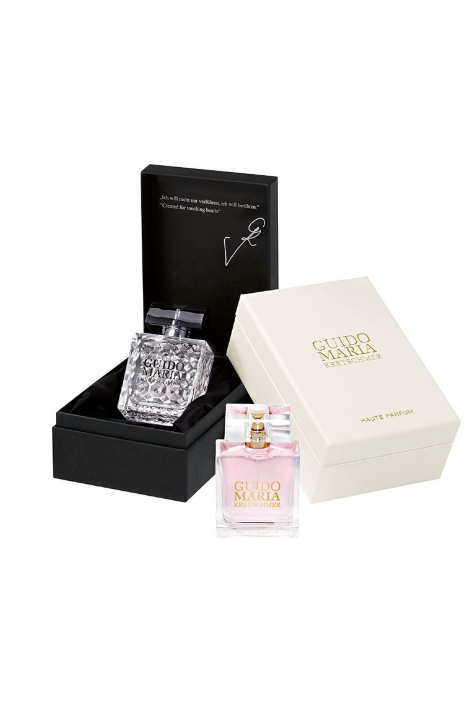 „Ich will nicht nur verführen, ich will berühren."
"Created for touching hearts"
GUIDO
MARIA
KRETSCHMER
GUIDO
MARIA
KRETSCHMER
HAUTE PARFUM
GUIDO
MARIA
KRETSCHMER